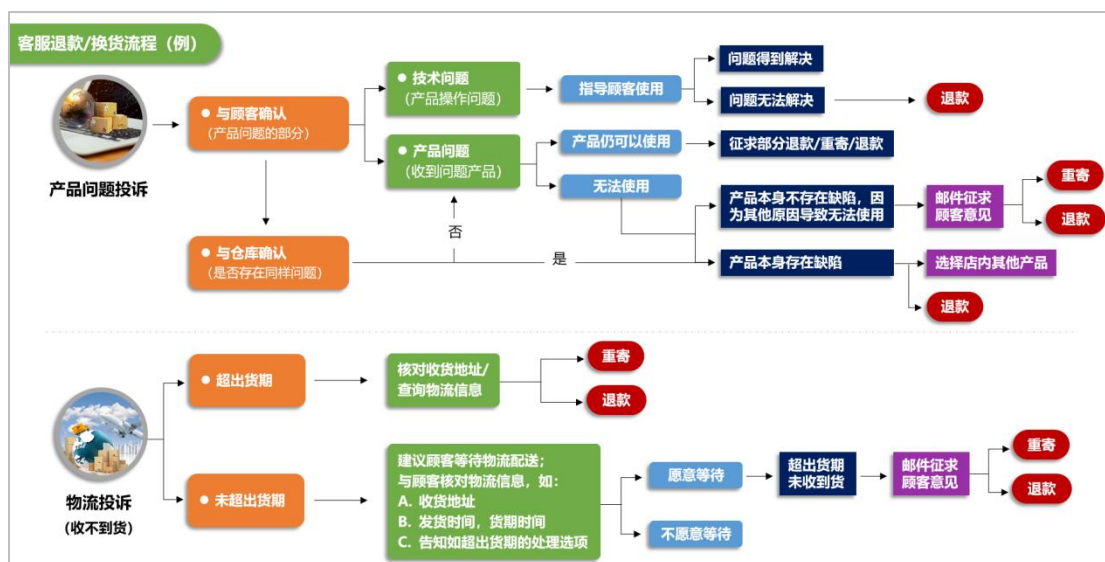 客服退款/换货流程（例）
产品问题投诉
● 与顾客确认
(产品问题的部分)
● 与仓库确认
(是否存在同样问题)
● 技术问题
(产品操作问题)
● 产品问题
(收到问题产品)
否
是
指导顾客使用
产品仍可以使用
无法使用
问题得到解决
问题无法解决
退款
征求部分退款/重寄/退款
产品本身不存在缺陷，因
为其他原因导致无法使用
邮件征求
顾客意见
重寄
退款
产品本身存在缺陷
选择店内其他产品
退款
物流投诉
(收不到货)
● 超出货期
核对收货地址/
查询物流信息
重寄
退款
● 未超出货期
建议顾客等待物流配送；
与顾客核对物流信息，如：
A. 收货地址
B. 发货时间，货期时间
C. 告知如超出货期的处理选项
愿意等待
不愿意等待
超出货期
未收到货
邮件征求
顾客意见
重寄
退款